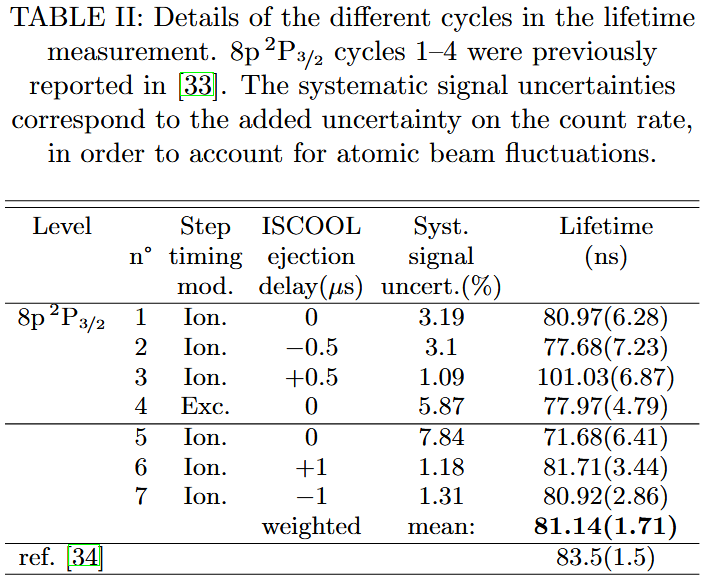 TABLE II: Details of the different cycles in the lifetime
measurement. 8p ²P₃/₂ cycles 1–4 were previously
reported in [33]. The systematic signal uncertainties
correspond to the added uncertainty on the count rate,
in order to account for atomic beam fluctuations.
Level Step ISCOOL Syst. Lifetime
n° timing ejection signal (ns)
mod. delay(μs) uncert.(%)
8p ²P₃/₂ 1 Ion. 0 3.19 80.97(6.28)
2 Ion. −0.5 3.1 77.68(7.23)
3 Ion. +0.5 1.09 101.03(6.87)
4 Exc. 0 5.87 77.97(4.79)
5 Ion. 0 7.84 71.68(6.41)
6 Ion. +1 1.18 81.71(3.44)
7 Ion. −1 1.31 80.92(2.86)
weighted mean: 81.14(1.71)
ref. [34] 83.5(1.5)